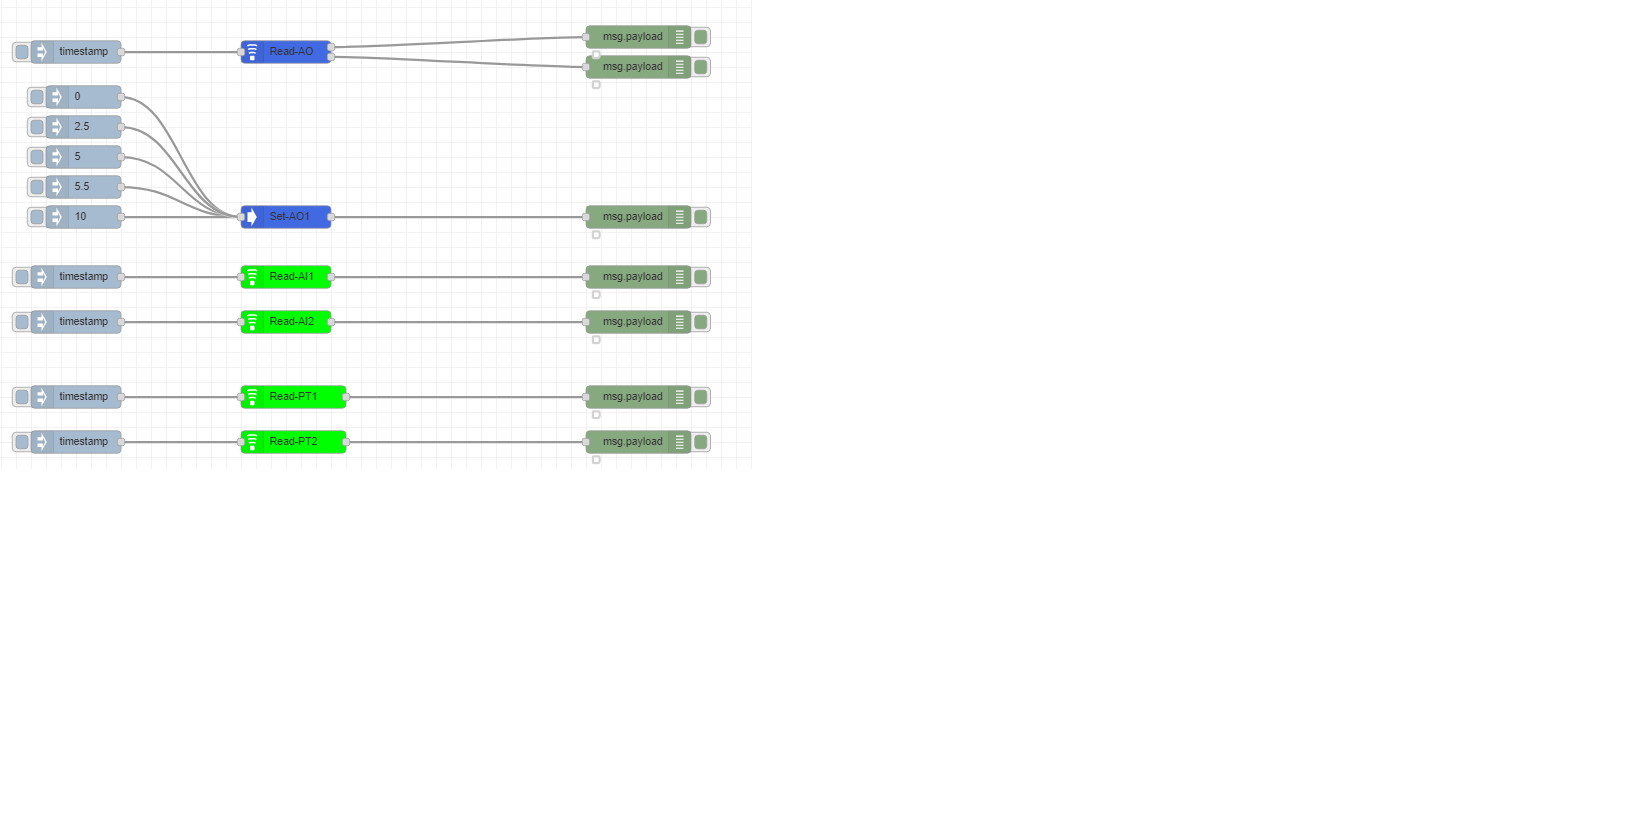 timestamp Read-AO msg.payload
msg.payload
0
2.5
5
5.5
10 Set-AO1 msg.payload
timestamp Read-AI1 msg.payload
timestamp Read-AI2 msg.payload
timestamp Read-PT1 msg.payload
timestamp Read-PT2 msg.payload